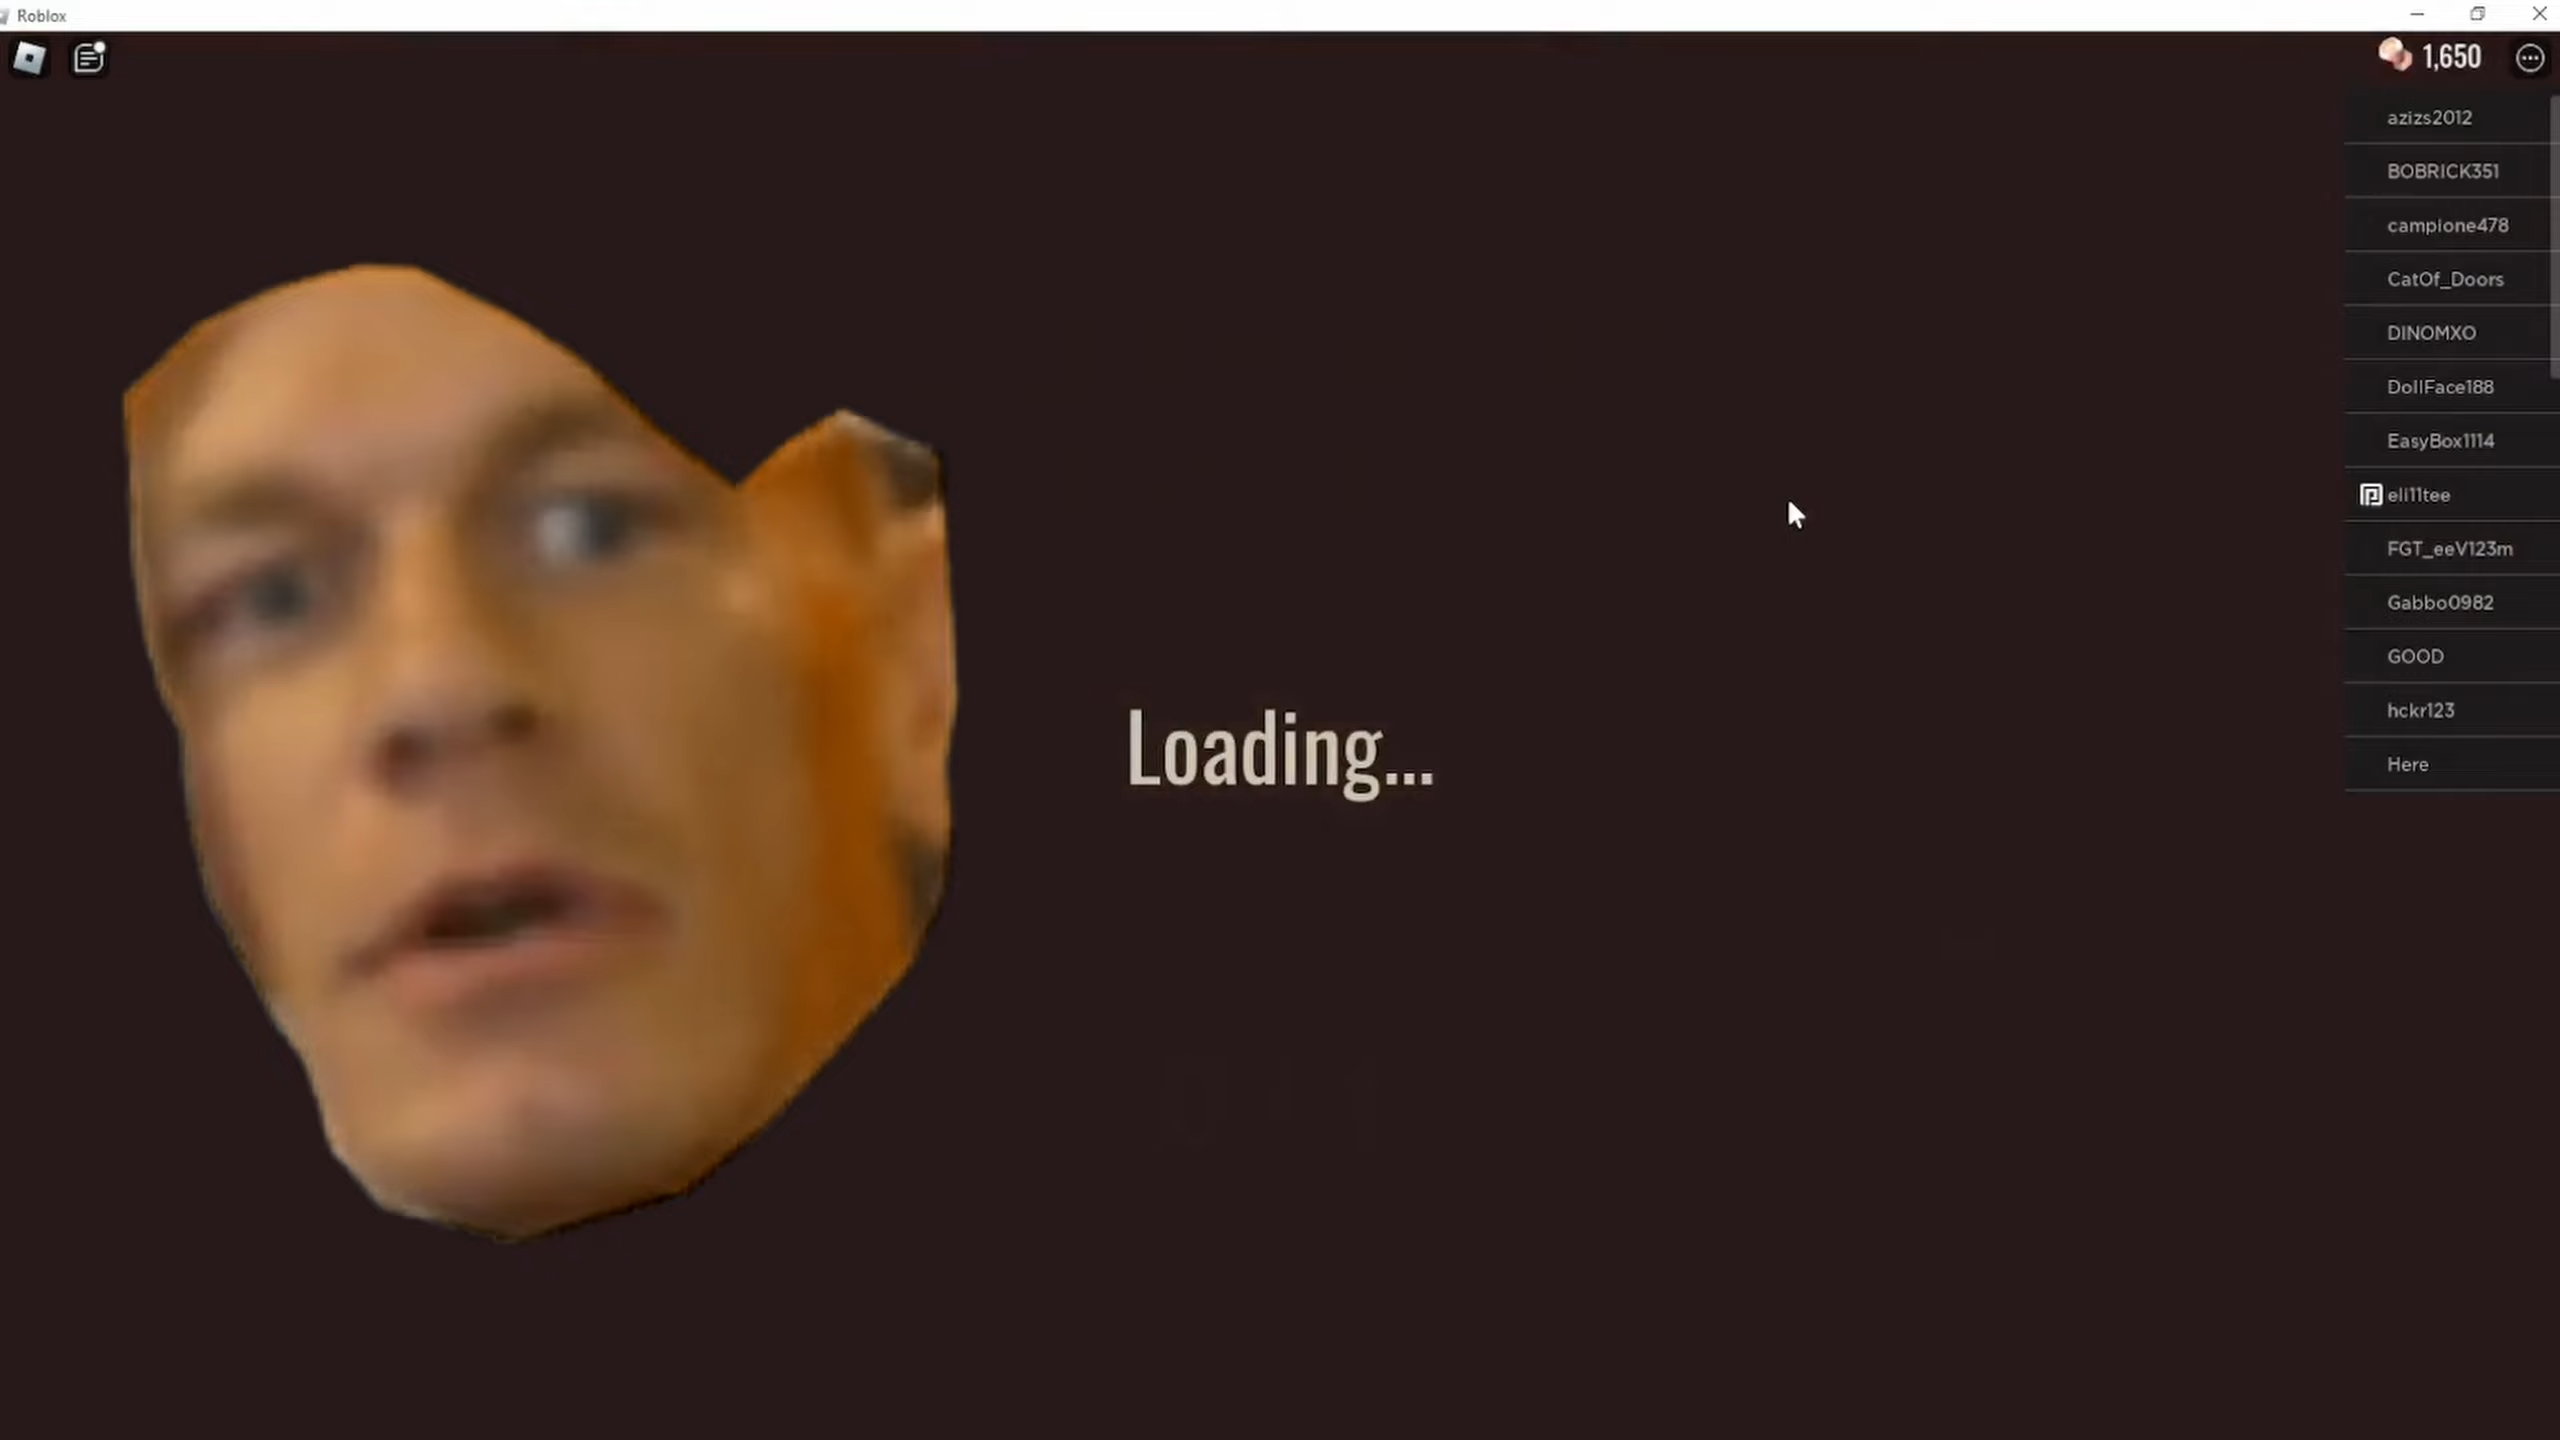 Roblox
1,650
azizs2012
BOBRICK351
campione478
CatOf_Doors
DINOMXO
DollFace188
EasyBox1114
eli11tee
FGT_eeV123m
Gabbo0982
GOOD
hckr123
Here
Loading...